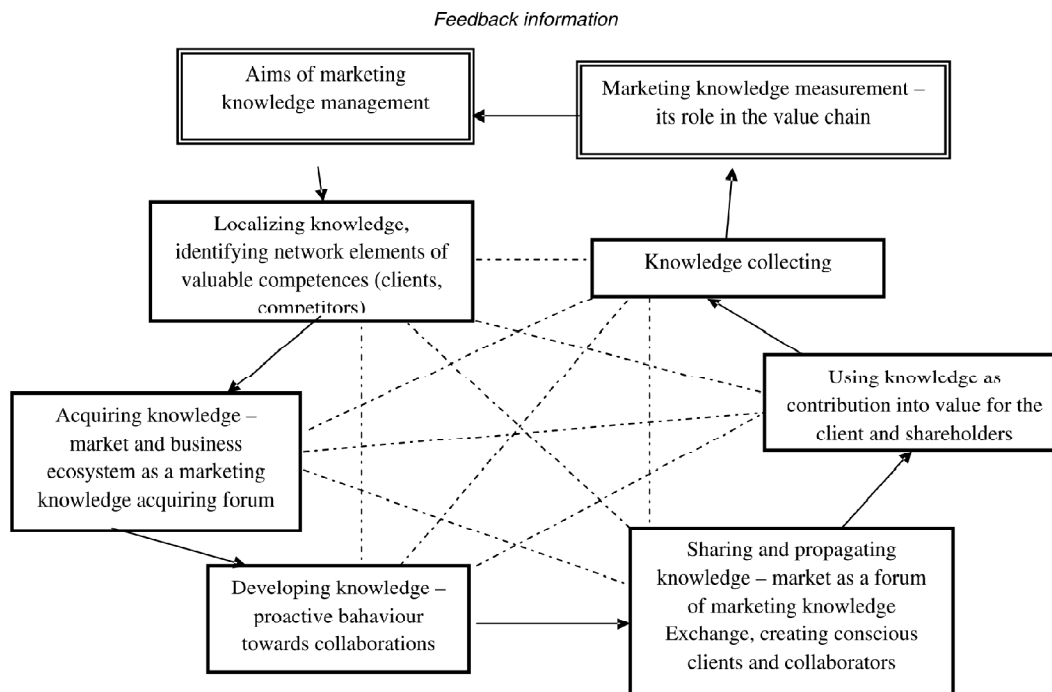 Feedback information
Aims of marketing
knowledge management
Marketing knowledge measurement –
its role in the value chain
Localizing knowledge,
identifying network elements of
valuable competences (clients,
competitors)
Knowledge collecting
Using knowledge as
contribution into value for the
client and shareholders
Acquiring knowledge –
market and business
ecosystem as a marketing
knowledge acquiring forum
Developing knowledge –
proactive bahaviour
towards collaborations
Sharing and propagating
knowledge – market as a forum
of marketing knowledge
Exchange, creating conscious
clients and collaborators